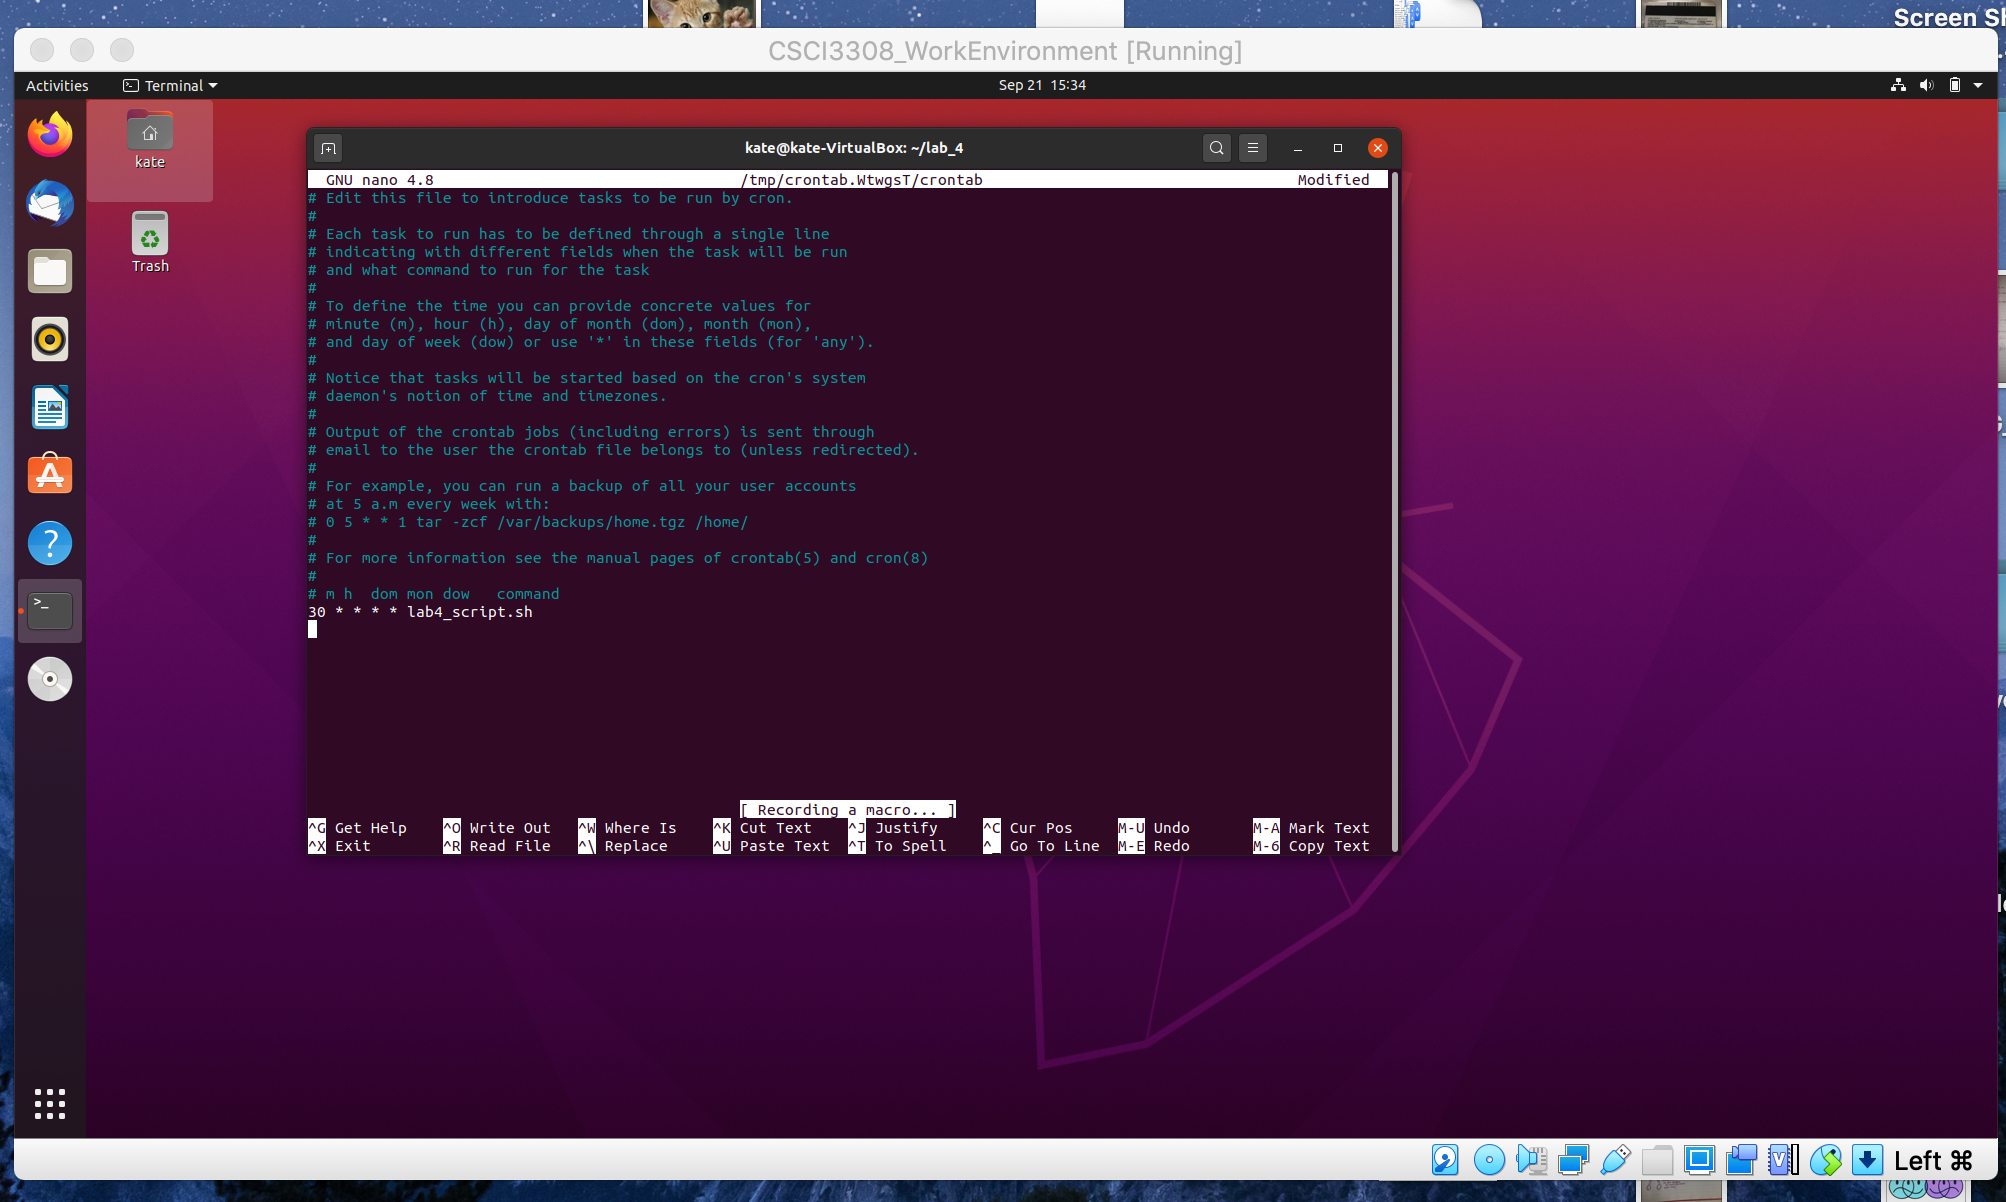 Screen S
CSCI3308_WorkEnvironment [Running]
Activities
Terminal
Sep 21 15:34
kate
Trash
kate@kate-VirtualBox: ~/lab_4
GNU nano 4.8 /tmp/crontab.WtwgsT/crontab Modified
# Edit this file to introduce tasks to be run by cron.
#
# Each task to run has to be defined through a single line
# indicating with different fields when the task will be run
# and what command to run for the task
#
# To define the time you can provide concrete values for
# minute (m), hour (h), day of month (dom), month (mon),
# and day of week (dow) or use '*' in these fields (for 'any').
#
# Notice that tasks will be started based on the cron's system
# daemon's notion of time and timezones.
#
# Output of the crontab jobs (including errors) is sent through
# email to the user the crontab file belongs to (unless redirected).
#
# For example, you can run a backup of all your user accounts
# at 5 a.m every week with:
# 0 5 * * 1 tar -zcf /var/backups/home.tgz /home/
#
# For more information see the manual pages of crontab(5) and cron(8)
#
# m h  dom mon dow   command
30 * * * * lab4_script.sh
[ Recording a macro... ]
^G Get Help ^O Write Out ^W Where Is ^K Cut Text ^J Justify ^C Cur Pos M-U Undo M-A Mark Text
^X Exit ^R Read File ^\ Replace ^U Paste Text ^T To Spell ^_ Go To Line M-E Redo M-6 Copy Text
Left ⌘